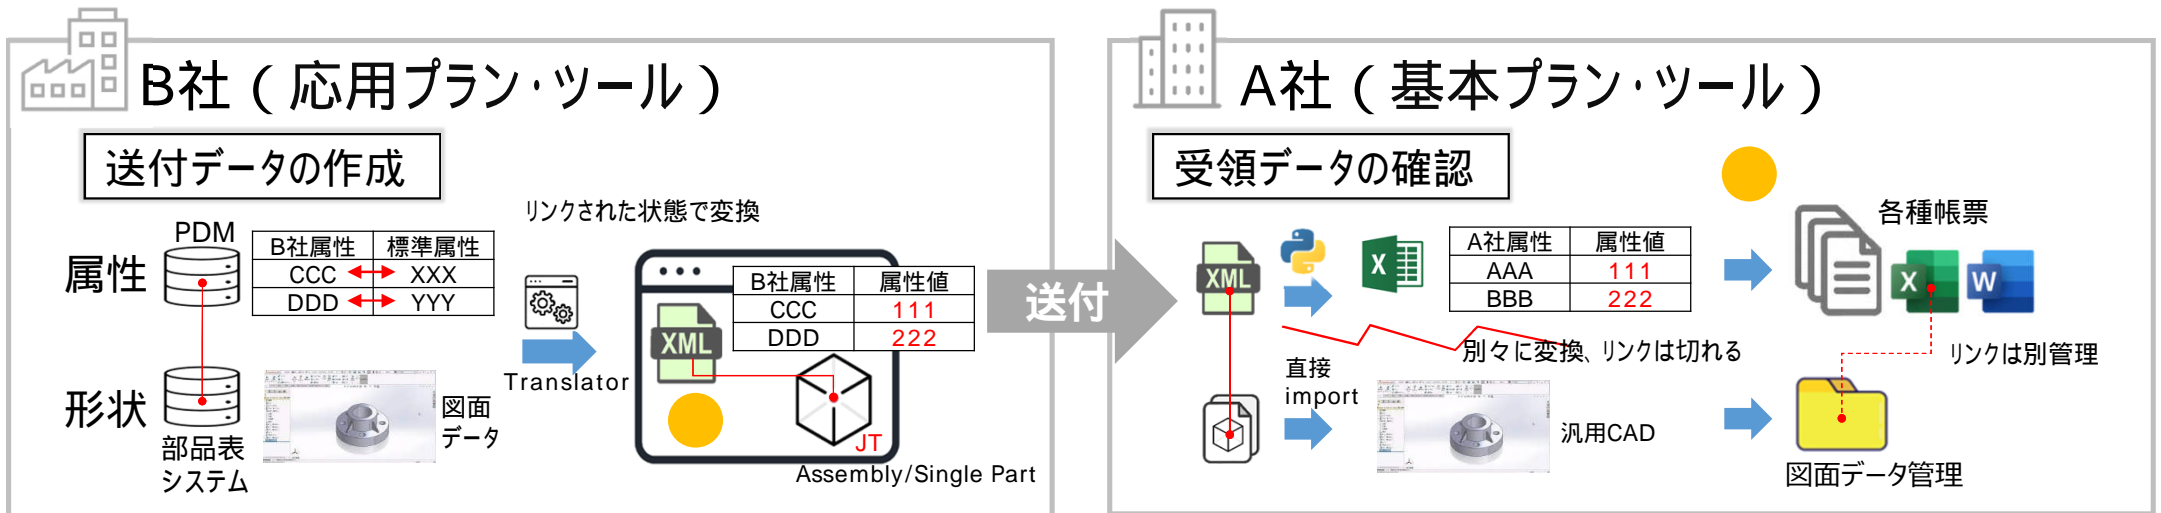 B社（応用プラン・ツール）
送付データの作成
リンクされた状態で変換
PDM
属性
B社属性 標準属性
CCC XXX
DDD YYY
Translator
XML
B社属性 属性値
CCC 111
DDD 222
JT
Assembly/Single Part
形状
部品表
システム
図面
データ
送付
A社（基本プラン・ツール）
受領データの確認
XML
X
A社属性 属性値
AAA 111
BBB 222
各種帳票
X
W
別々に変換、リンクは切れる
リンクは別管理
直接
import
汎用CAD
図面データ管理